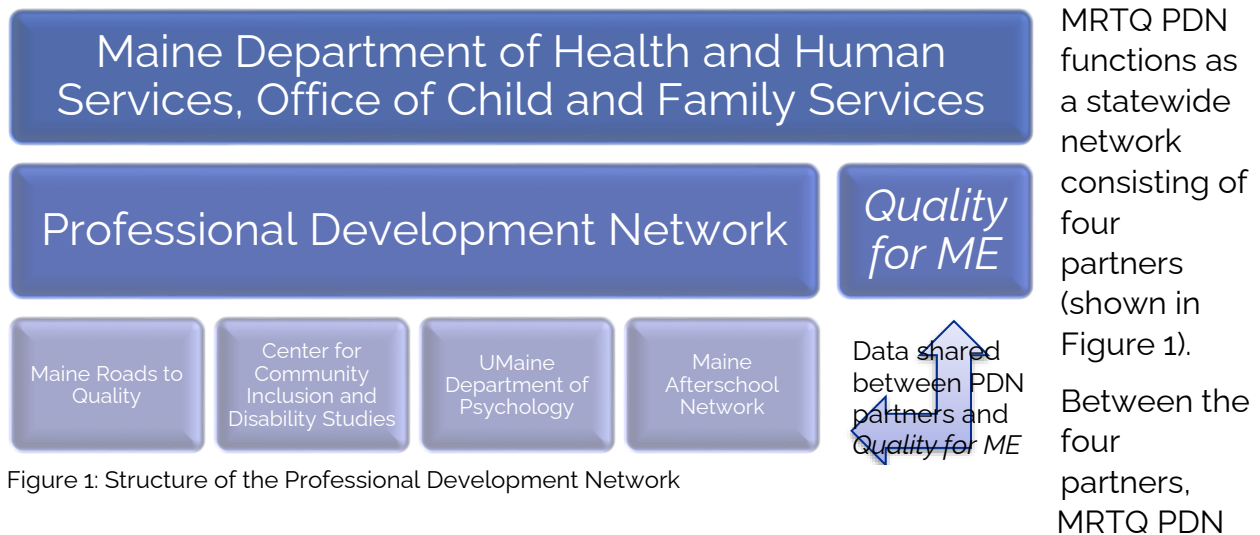 Maine Department of Health and Human
Services, Office of Child and Family Services
Professional Development Network
Quality
for ME
Maine Roads to
Quality
Center for
Community
Inclusion and
Disability Studies
UMaine
Department of
Psychology
Maine
Afterschool
Network
Data shared
between PDN
partners and
Quality for ME
Figure 1: Structure of the Professional Development Network
MRTQ PDN
functions as
a statewide
network
consisting of
four
partners
(shown in
Figure 1).
Between the
four
partners,
MRTQ PDN